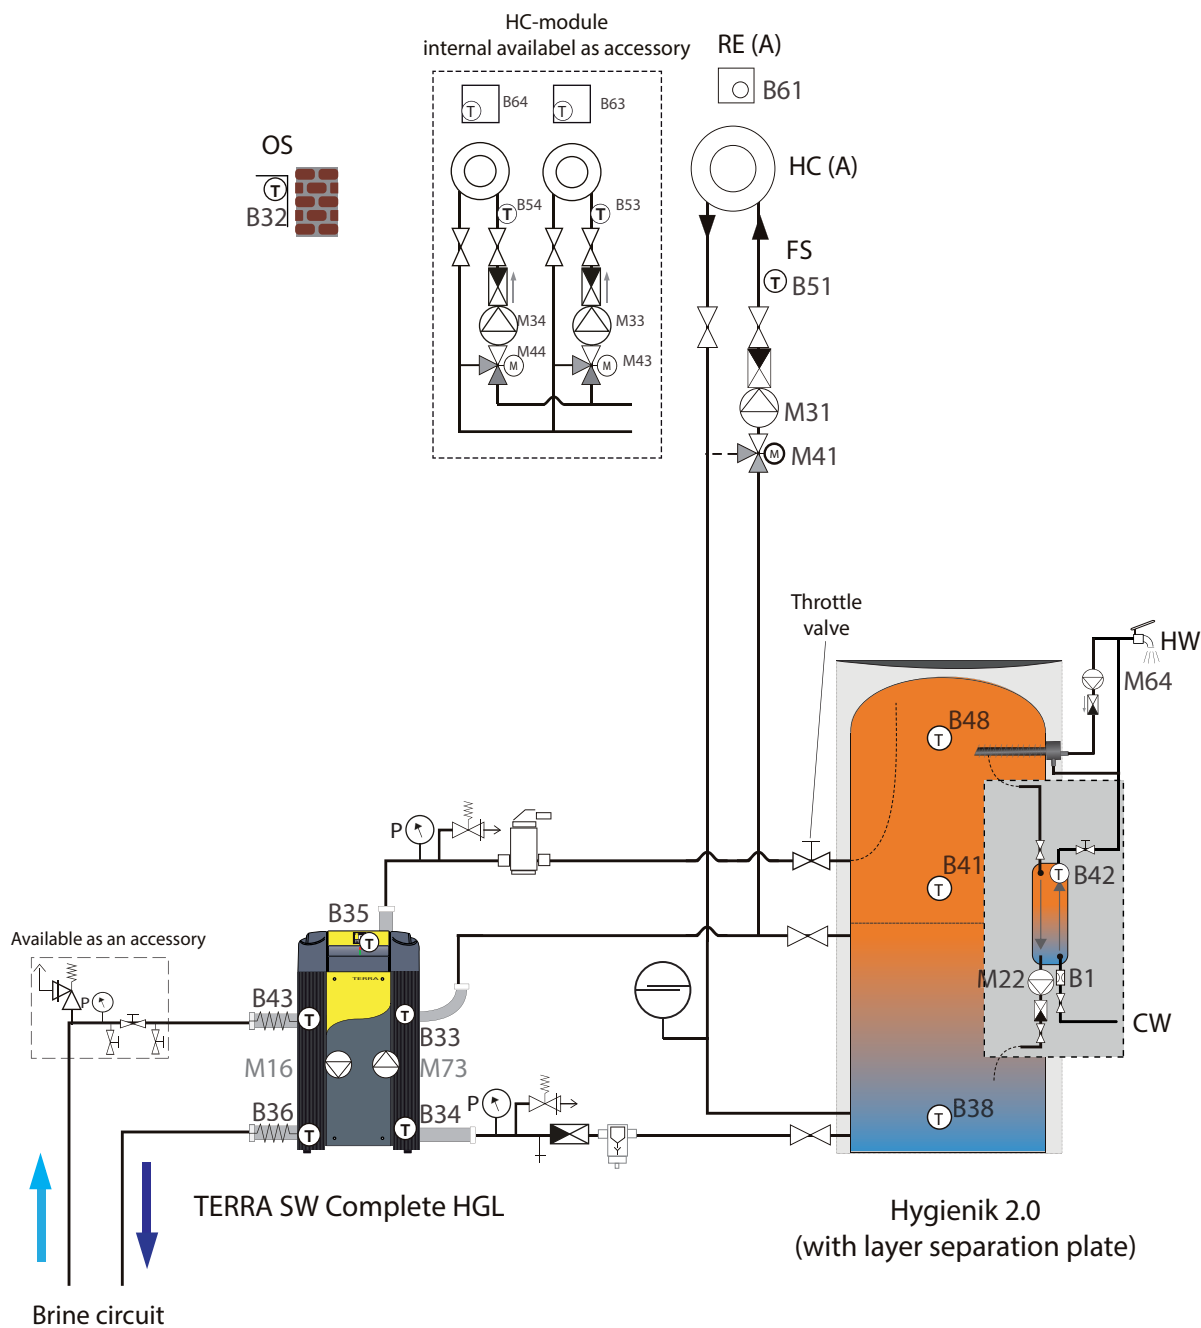 HC-module
internal availabel as accessory
RE (A)
B61
T
B64
T
B63
OS
T
B32
HC (A)
T
B54
T
B53
FS
T
B51
M34
M33
M44
M
M43
M
M31
M
M41
Throttle
valve
HW
M64
B48
T
P
B41
T
T
B42
B35
T
Available as an accessory
TERRA
P
B43
T
T
B33
M22
B1
CW
M16
M73
B36
T
T
B34
P
B38
T
TERRA SW Complete HGL
Hygienik 2.0
(with layer separation plate)
Brine circuit